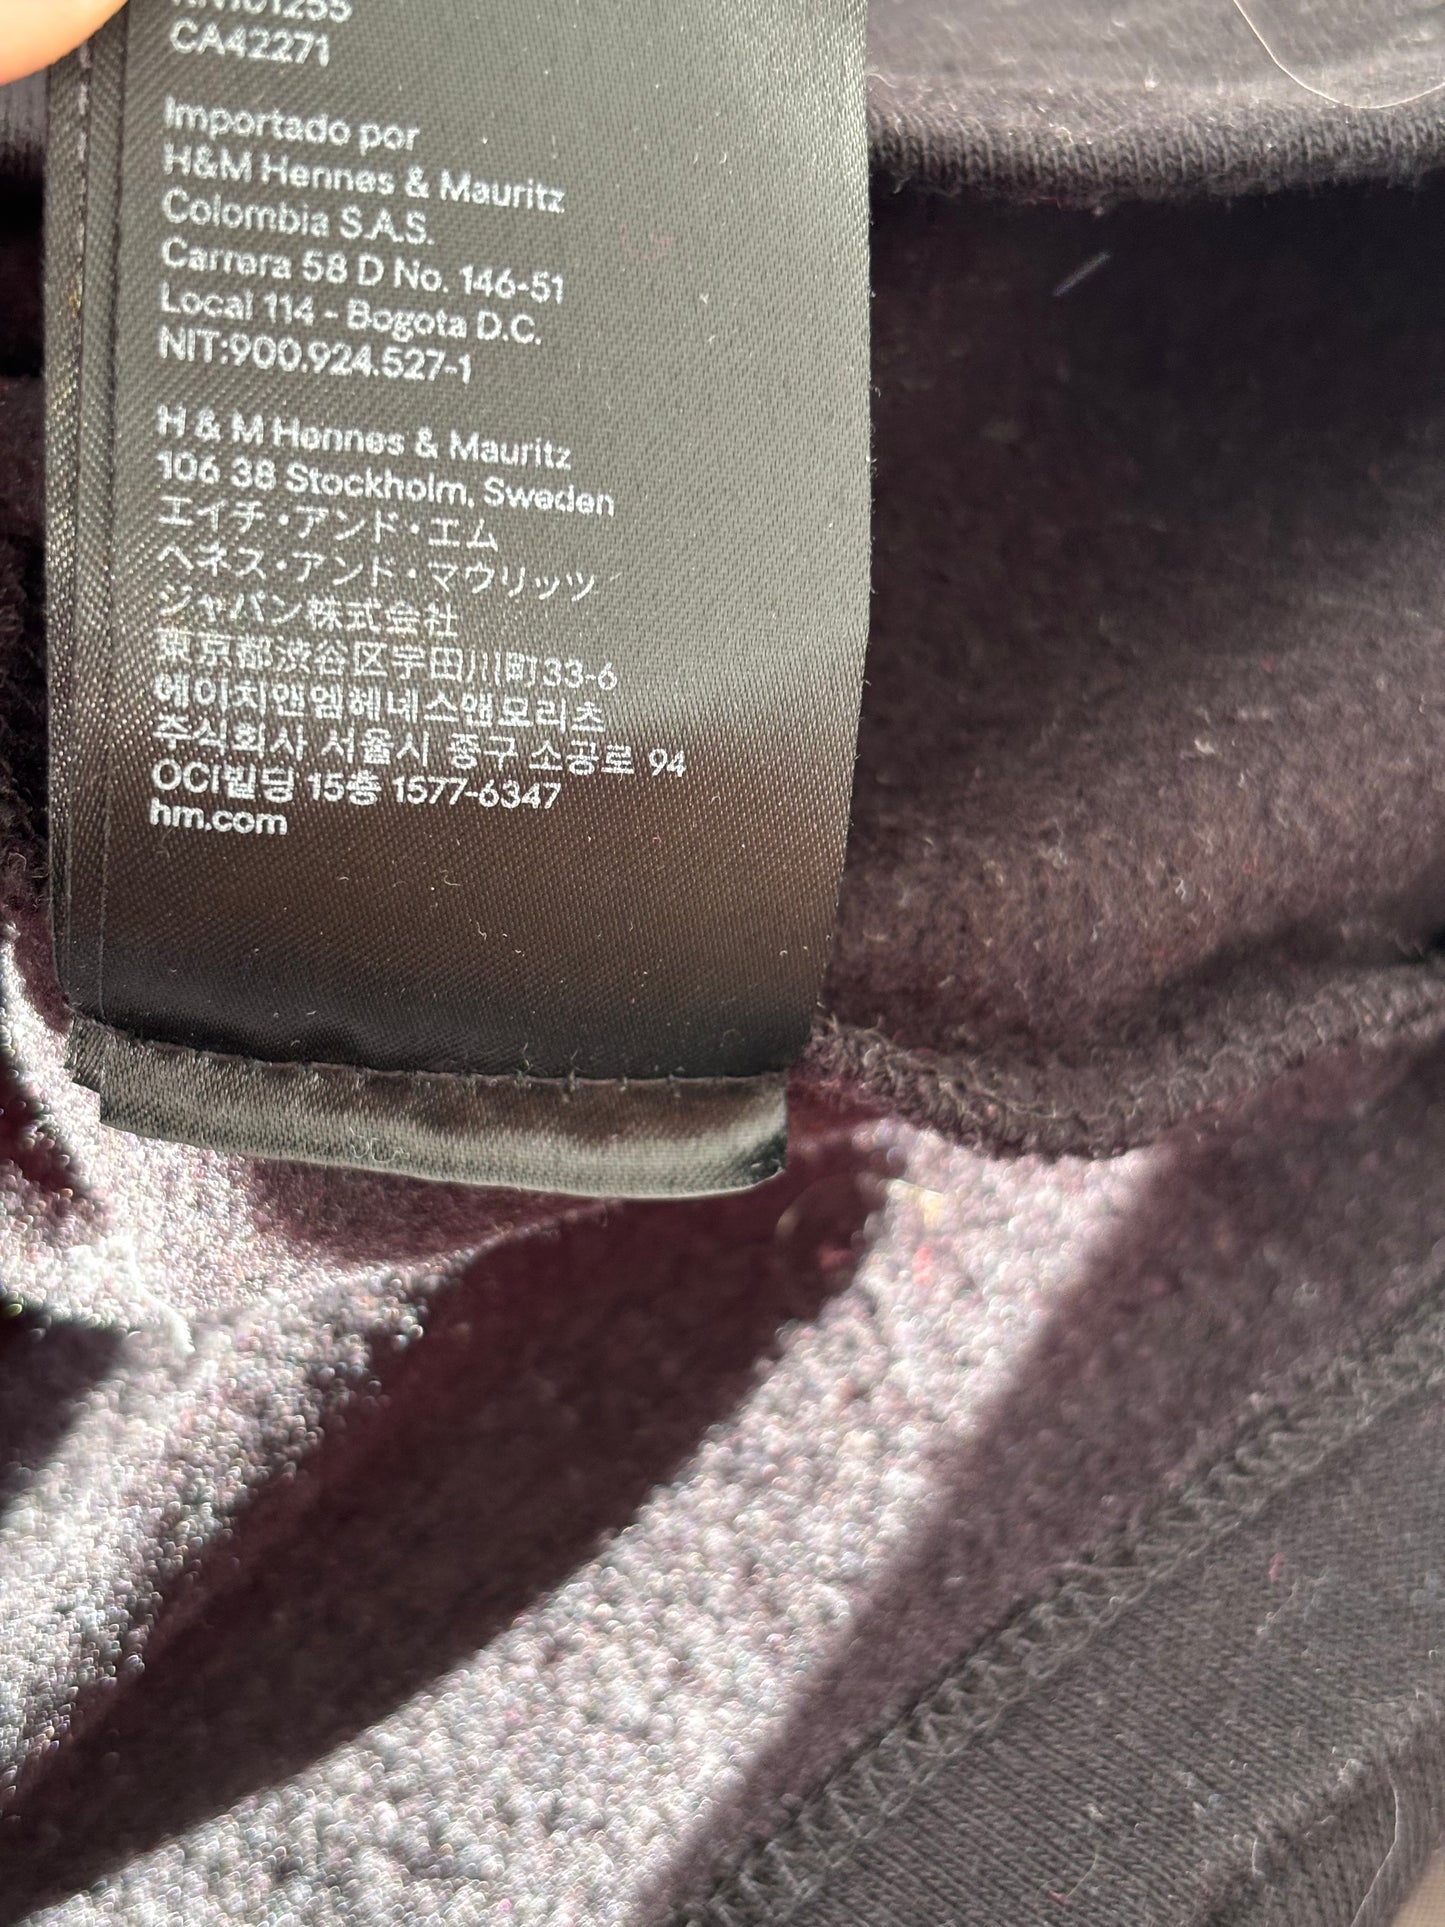 RN101255
CA42271
Importado por
H&M Hennes & Mauritz
Colombia S.A.S.
Carrera 58 D No. 146-51
Local 114 - Bogota D.C.
NIT:900.924.527-1
H & M Hennes & Mauritz
106 38 Stockholm, Sweden
エイチ・アンド・エム
ヘネス・アンド・マウリッツ
ジャパン株式会社
東京都渋谷区宇田川町33-6
에이치앤엠헤네스앤모리츠
주식회사 서울시 중구 소공로 94
OCI빌딩 15층 1577-6347
hm.com